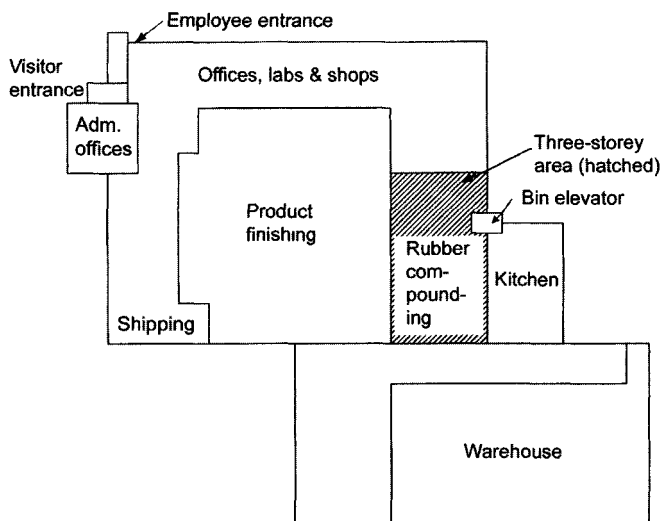 Employee entrance
Visitor
entrance
Offices, labs & shops
Adm.
offices
Three-storey
area (hatched)
Bin elevator
Product
finishing
Rubber
com-
pound-
ing
Kitchen
Shipping
Warehouse